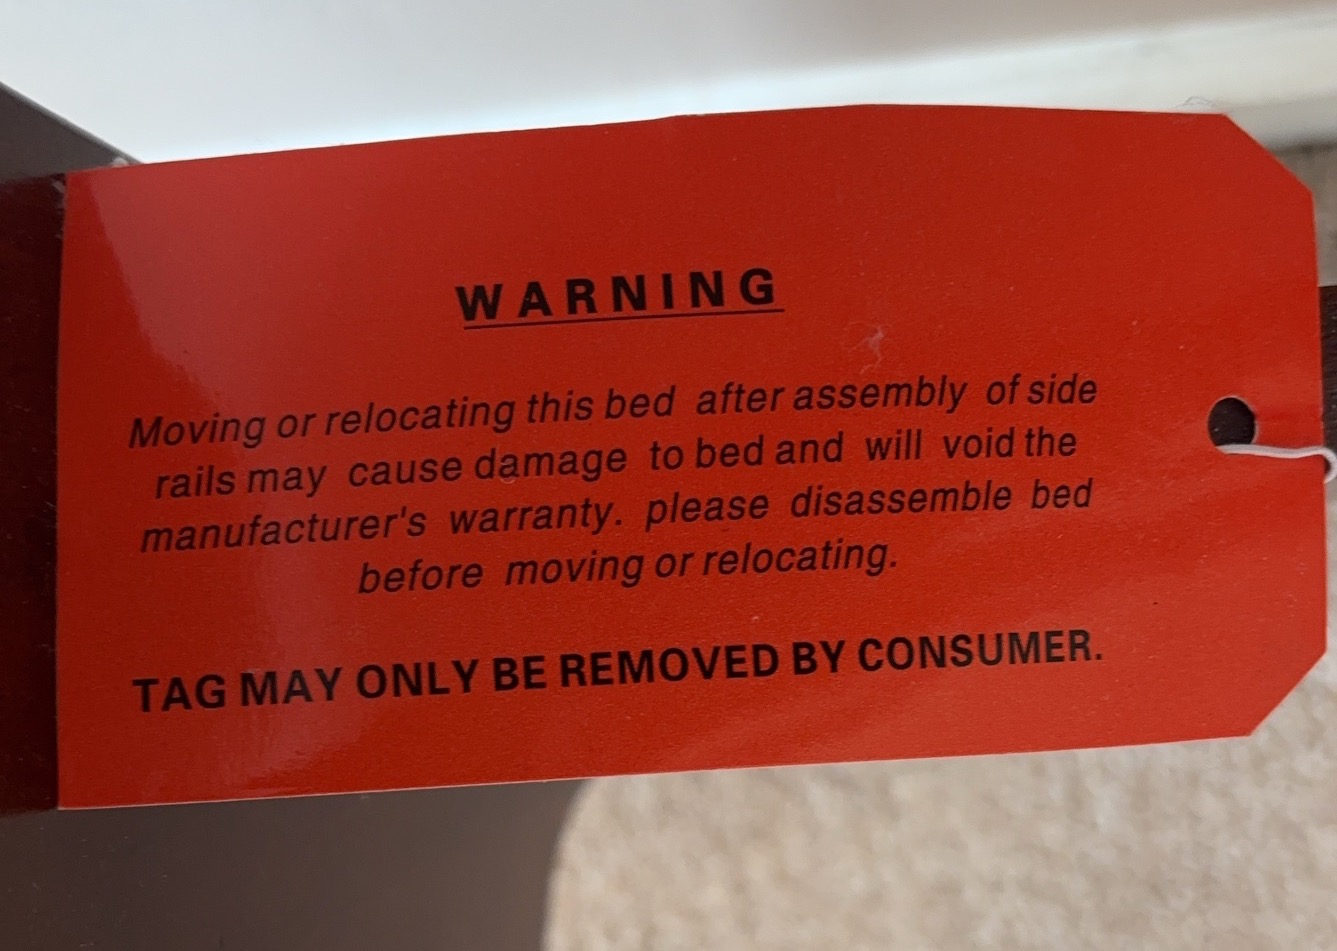 WARNING
Moving or relocating this bed after assembly of side
rails may cause damage to bed and will void the
manufacturer's warranty. please disassemble bed
before moving or relocating.
TAG MAY ONLY BE REMOVED BY CONSUMER.